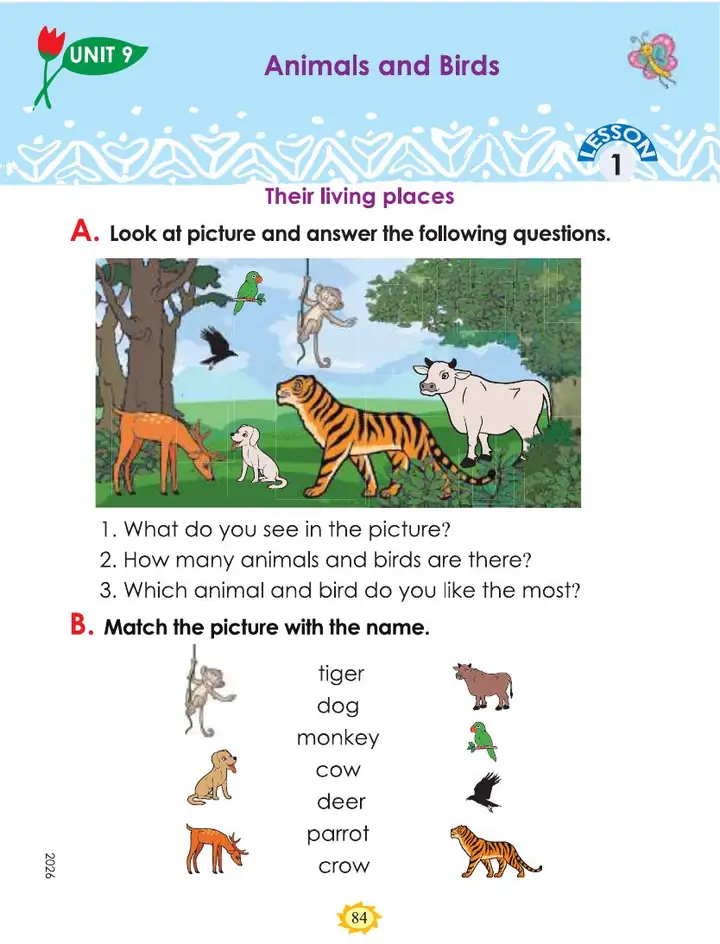 UNIT 9
Animals and Birds
LESSON
1
Their living places
A. Look at picture and answer the following questions.
1. What do you see in the picture?
2. How many animals and birds are there?
3. Which animal and bird do you like the most?
B. Match the picture with the name.
tiger
dog
monkey
cow
deer
parrot
crow
2026
84